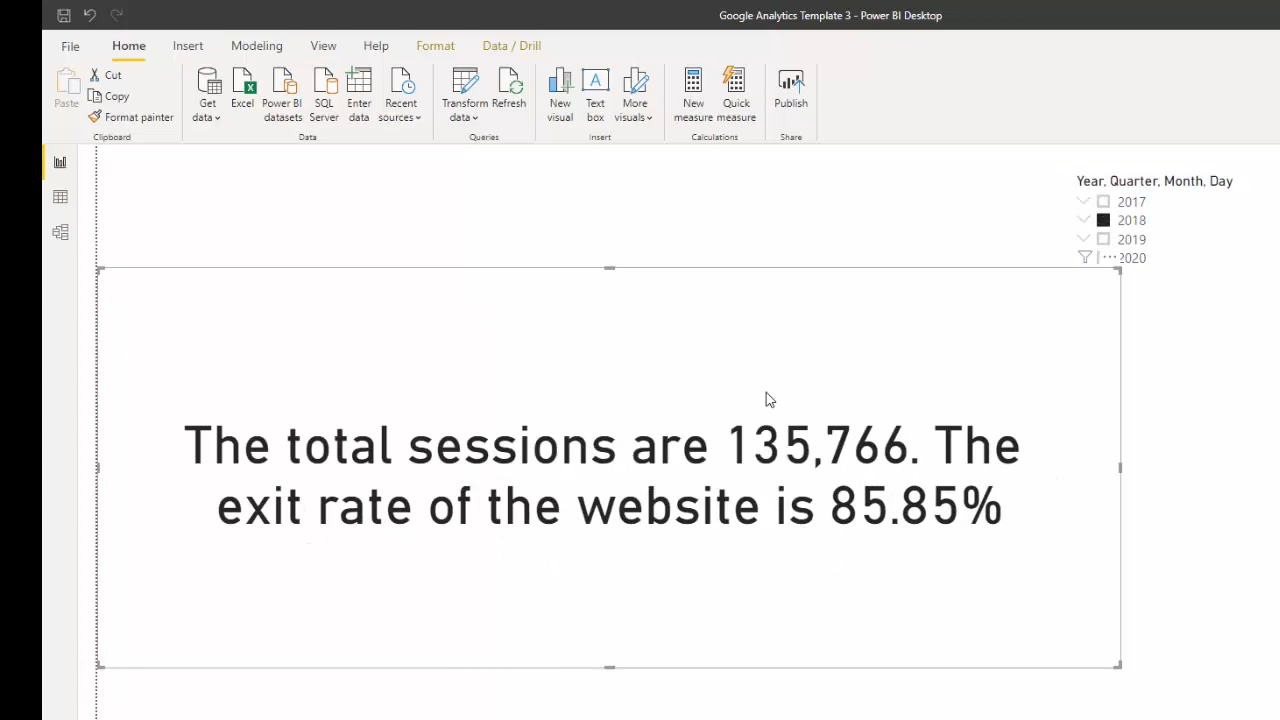 Google Analytics Template 3 - Power BI Desktop
File Home Insert Modeling View Help Format Data / Drill
Paste
Cut
Copy
Format painter
Clipboard
Get data
Excel
Power BI datasets
SQL Server
Enter data
Recent sources
Data
Transform data
Refresh
Queries
New visual
Text box
More visuals
Insert
New measure
Quick measure
Calculations
Publish
Share
Year, Quarter, Month, Day
2017
2018
2019
2020
The total sessions are 135,766. The
exit rate of the website is 85.85%